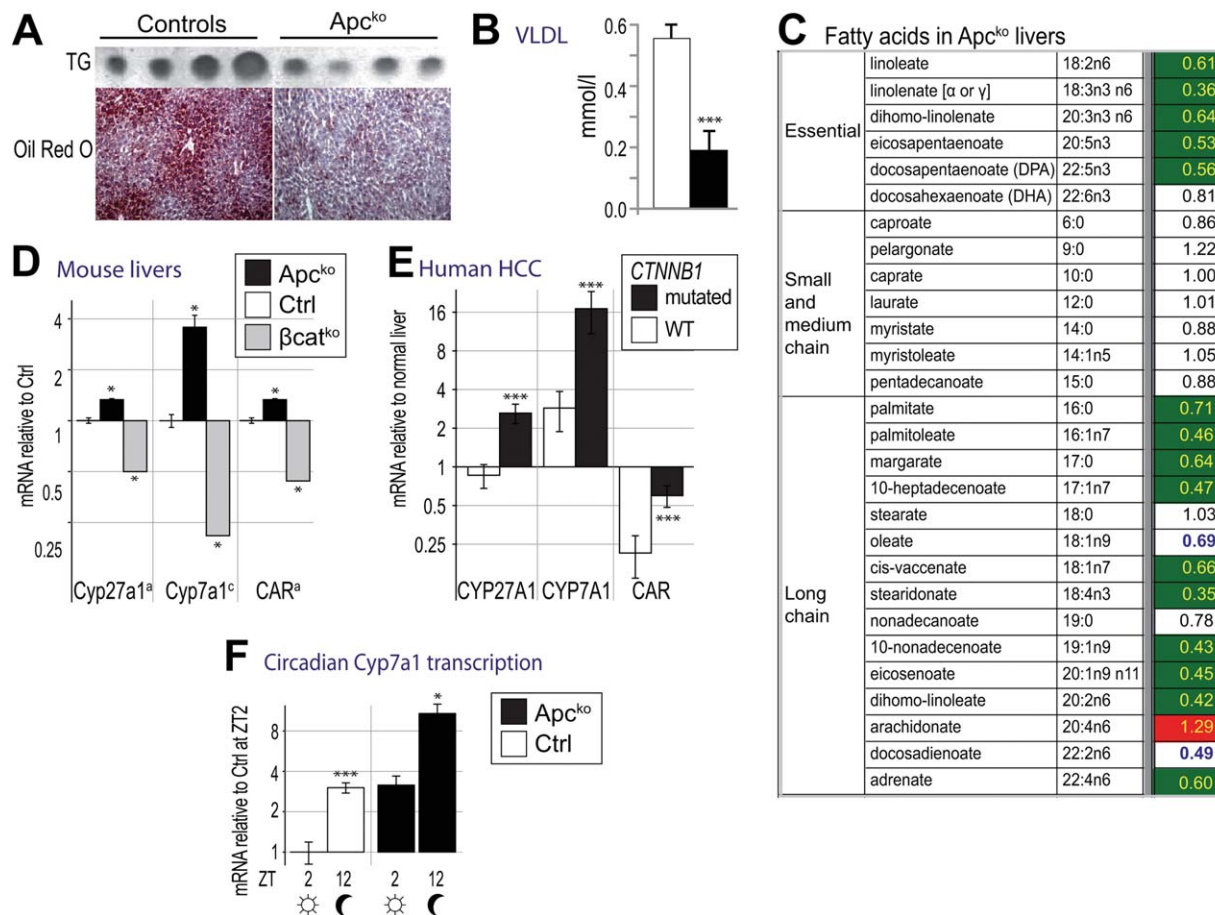 A
Controls
Apcko
TG
Oil Red O
B
VLDL
mmol/l
0.6
0.4
0.2
0.0
***
C
Fatty acids in Apcko livers
Essential
linoleate 18:2n6 0.61
linolenate [α or γ] 18:3n3 n6 0.36
dihomo-linolenate 20:3n3 n6 0.64
eicosapentaenoate 20:5n3 0.53
docosapentaenoate (DPA) 22:5n3 0.56
docosahexaenoate (DHA) 22:6n3 0.81
Small
and
medium
chain
caproate 6:0 0.86
pelargonate 9:0 1.22
caprate 10:0 1.00
laurate 12:0 1.01
myristate 14:0 0.88
myristoleate 14:1n5 1.05
pentadecanoate 15:0 0.88
Long
chain
palmitate 16:0 0.71
palmitoleate 16:1n7 0.46
margarate 17:0 0.64
10-heptadecenoate 17:1n7 0.47
stearate 18:0 1.03
oleate 18:1n9 0.69
cis-vaccenate 18:1n7 0.66
stearidonate 18:4n3 0.35
nonadecanoate 19:0 0.78
10-nonadecenoate 19:1n9 0.43
eicosenoate 20:1n9 n11 0.45
dihomo-linoleate 20:2n6 0.42
arachidonate 20:4n6 1.29
docosadienoate 22:2n6 0.49
adrenate 22:4n6 0.60
D
Mouse livers
Apcko
Ctrl
βcatko
mRNA relative to Ctrl
4
2
1
0.5
0.25
* * *
* * *
Cyp27a1a Cyp7a1c CARa
E
Human HCC
CTNNB1
mutated
WT
mRNA relative to normal liver
16
8
4
2
1
0.5
0.25
*** *** ***
CYP27A1 CYP7A1 CAR
F
Circadian Cyp7a1 transcription
Apcko
Ctrl
mRNA relative to Ctrl at ZT2
8
4
2
1
*** *
ZT 2 12 2 12